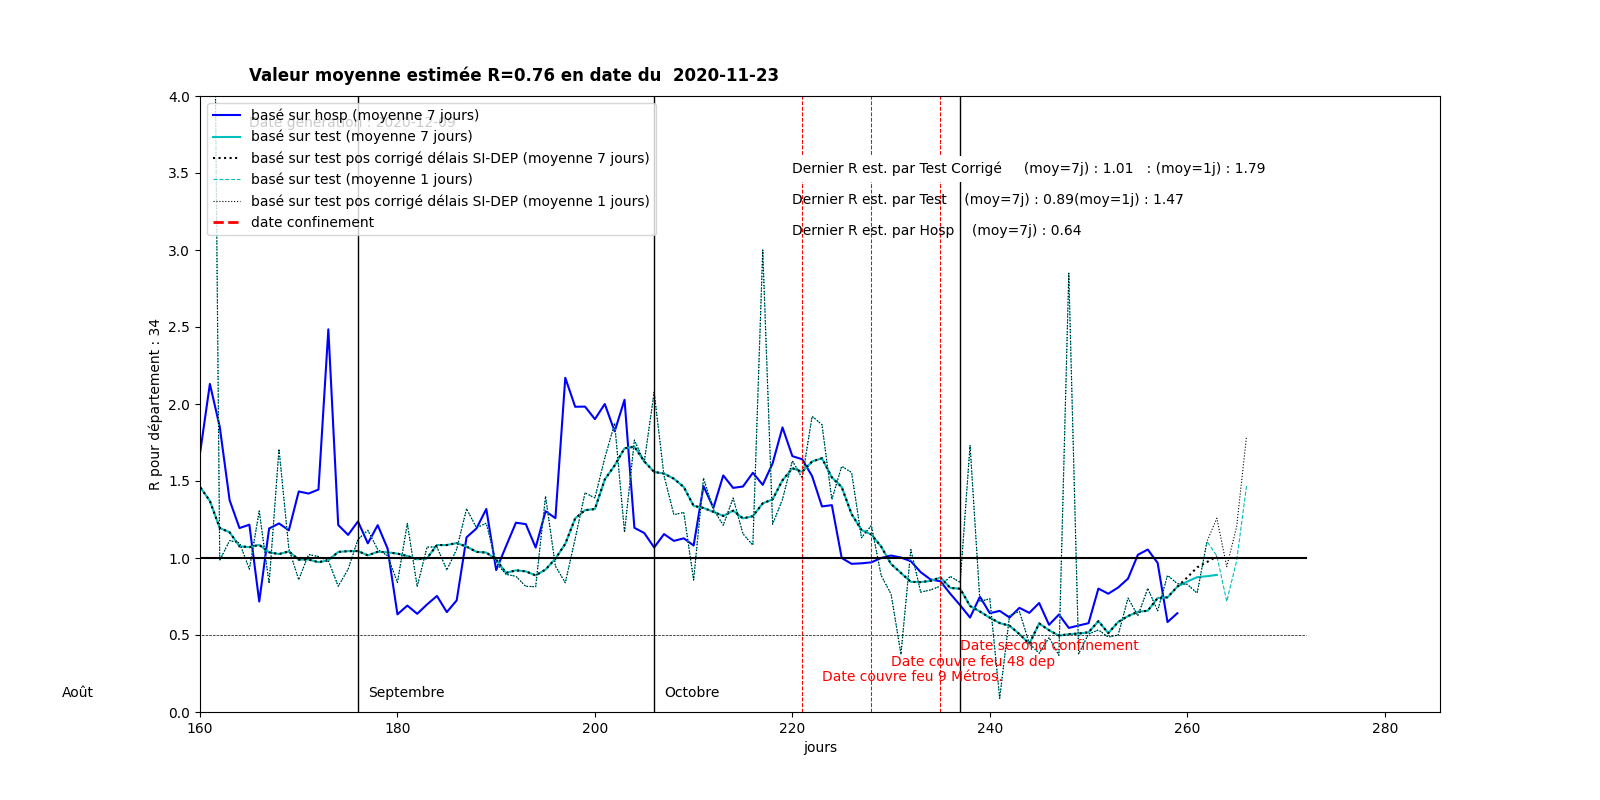 Valeur moyenne estimée R=0.76 en date du  2020-11-23
Date génération : 2020-12-09
basé sur hosp (moyenne 7 jours)
basé sur test (moyenne 7 jours)
basé sur test pos corrigé délais SI-DEP (moyenne 7 jours)
basé sur test (moyenne 1 jours)
basé sur test pos corrigé délais SI-DEP (moyenne 1 jours)
date confinement
Dernier R est. par Test Corrigé     (moy=7j) : 1.01   : (moy=1j) : 1.79
Dernier R est. par Test    (moy=7j) : 0.89(moy=1j) : 1.47
Dernier R est. par Hosp    (moy=7j) : 0.64
R pour département : 34
4.0
3.5
3.0
2.5
2.0
1.5
1.0
0.5
0.0
Date second confinement
Date couvre feu 48 dep
Date couvre feu 9 Métros
Août
Septembre
Octobre
160 180 200 220 240 260 280
jours